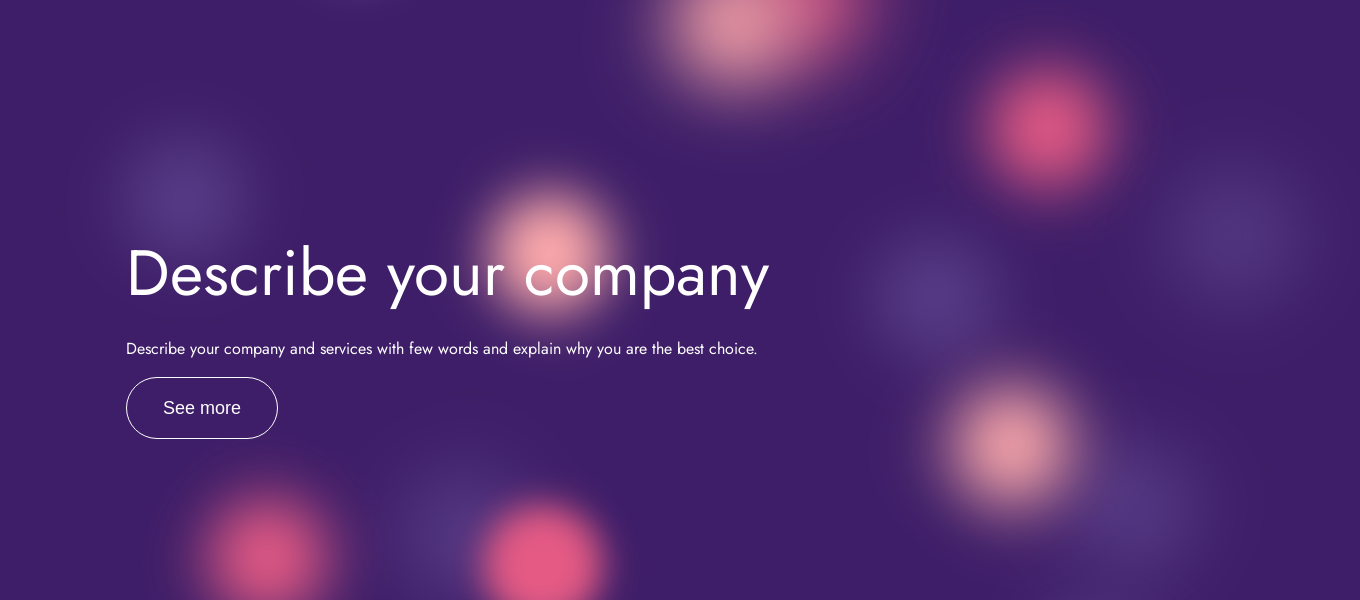 Describe your company
Describe your company and services with few words and explain why you are the best choice.
See more